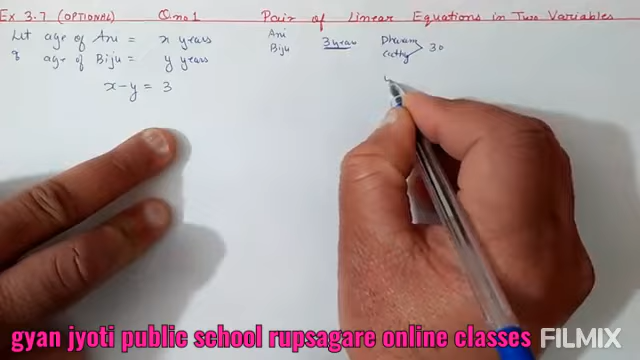 Ex 3.7 (OPTIONAL) Q.no 1 Pair of Linear Equations in Two Variables
Let age of Ani = x years
& age of Biju = y years
x - y = 3
Ani
Biju
3 years
Dharam
Cathy
30
gyan jyoti public school rupsagare online classes
FILMIX